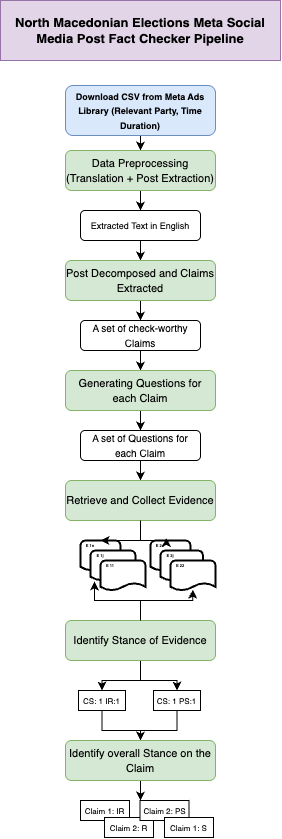 North Macedonian Elections Meta Social
Media Post Fact Checker Pipeline
Download CSV from Meta Ads
Library (Relevant Party, Time
Duration)
Data Preprocessing
(Translation + Post Extraction)
Extracted Text in English
Post Decomposed and Claims
Extracted
A set of check-worthy
Claims
Generating Questions for
each Claim
A set of Questions for
each Claim
Retrieve and Collect Evidence
E 1j
E 11
E 2j
E 22
Identify Stance of Evidence
CS: 1 IR:1
CS: 1 PS:1
Identify overall Stance on the
Claim
Claim 1: IR
Claim 2: PS
Claim 2: R
Claim 1: S